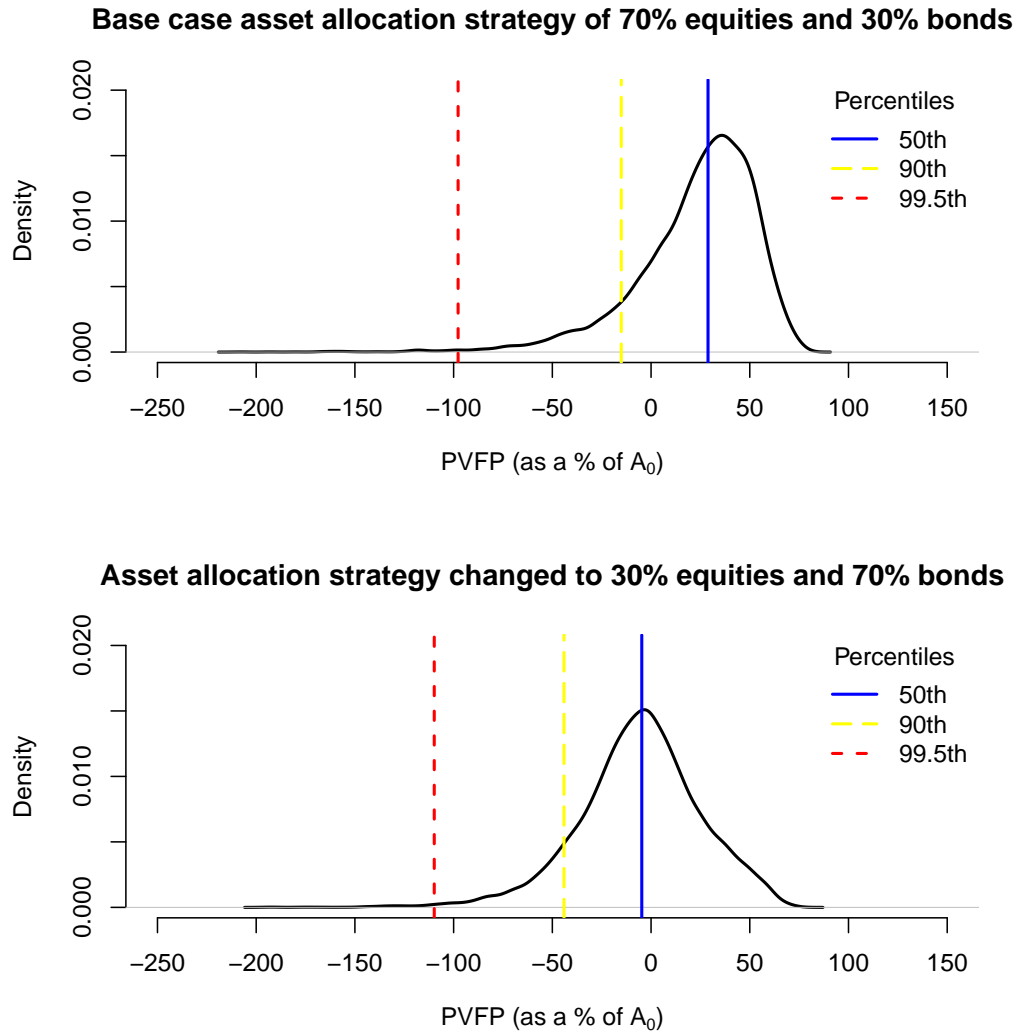 Base case asset allocation strategy of 70% equities and 30% bonds
Density
0.000
0.010
0.020
Percentiles
50th
90th
99.5th
−250 −200 −150 −100 −50 0 50 100 150
PVFP (as a % of A₀)
Asset allocation strategy changed to 30% equities and 70% bonds
Density
0.000
0.010
0.020
Percentiles
50th
90th
99.5th
−250 −200 −150 −100 −50 0 50 100 150
PVFP (as a % of A₀)